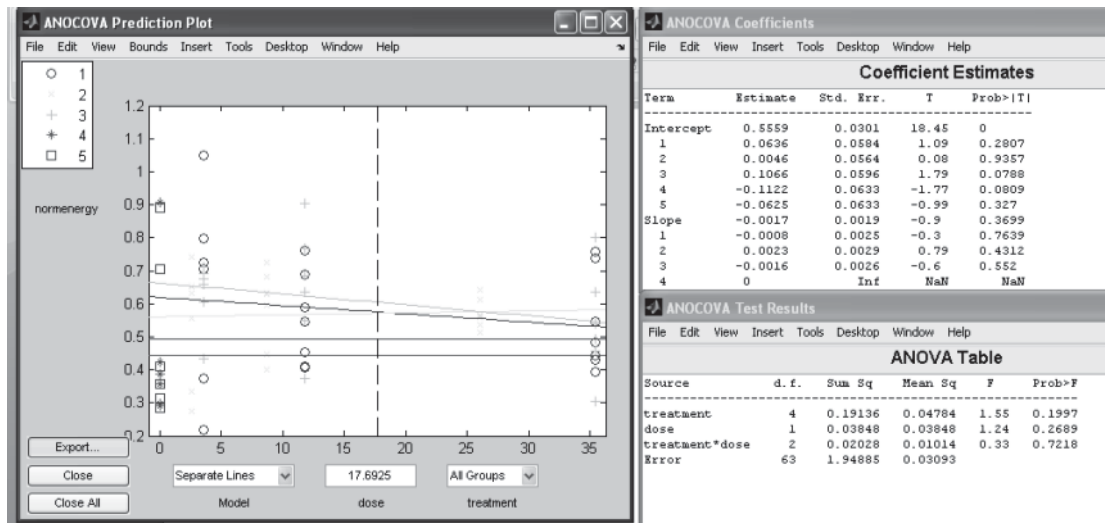 ANOCOVA Prediction Plot
File Edit View Bounds Insert Tools Desktop Window Help
1
2
3
4
5
normenergy
1.2
1.1
1
0.9
0.8
0.7
0.6
0.5
0.4
0.3
0.2
0 5 10 15 20 25 30 35
Export...
Close
Close All
Separate Lines
17.6925
All Groups
Model
dose
treatment
ANOCOVA Coefficients
File Edit View Insert Tools Desktop Window Help
Coefficient Estimates
Term Estimate Std. Err. T Prob>|T|
Intercept 0.5559 0.0301 18.45 0
1 0.0636 0.0584 1.09 0.2807
2 0.0046 0.0564 0.08 0.9357
3 0.1066 0.0596 1.79 0.0788
4 -0.1122 0.0633 -1.77 0.0809
5 -0.0625 0.0633 -0.99 0.327
Slope -0.0017 0.0019 -0.9 0.3699
1 -0.0008 0.0025 -0.3 0.7639
2 0.0023 0.0029 0.79 0.4312
3 -0.0016 0.0026 -0.6 0.552
4 0 Inf NaN NaN
ANOCOVA Test Results
File Edit View Insert Tools Desktop Window Help
ANOVA Table
Source d.f. Sum Sq Mean Sq F Prob>F
treatment 4 0.19136 0.04784 1.55 0.1997
dose 1 0.03848 0.03848 1.24 0.2689
treatment*dose 2 0.02028 0.01014 0.33 0.7218
Error 63 1.94885 0.03093